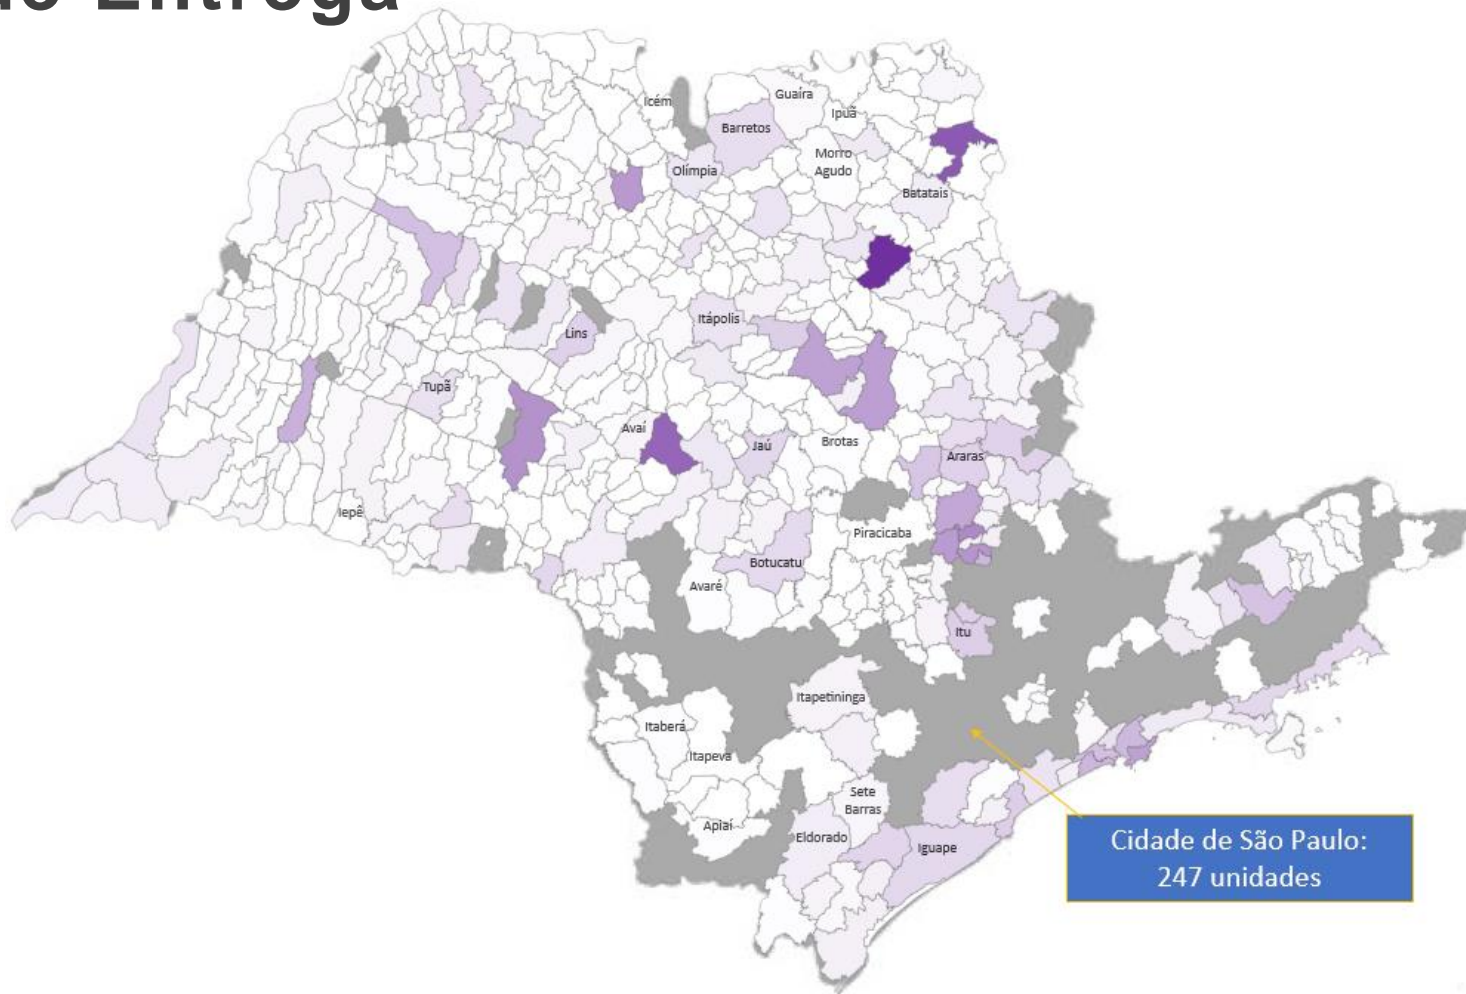 de Entrega
Icém
Guaíra
Ipuã
Barretos
Morro
Agudo
Olímpia
Batatais
Itápolis
Lins
Tupã
Avaí
Jaú
Brotas
Araras
Iepê
Piracicaba
Botucatu
Avaré
Itu
Itapetininga
Itaberá
Itapeva
Sete
Barras
Apiaí
Eldorado
Iguape
Cidade de São Paulo:
247 unidades